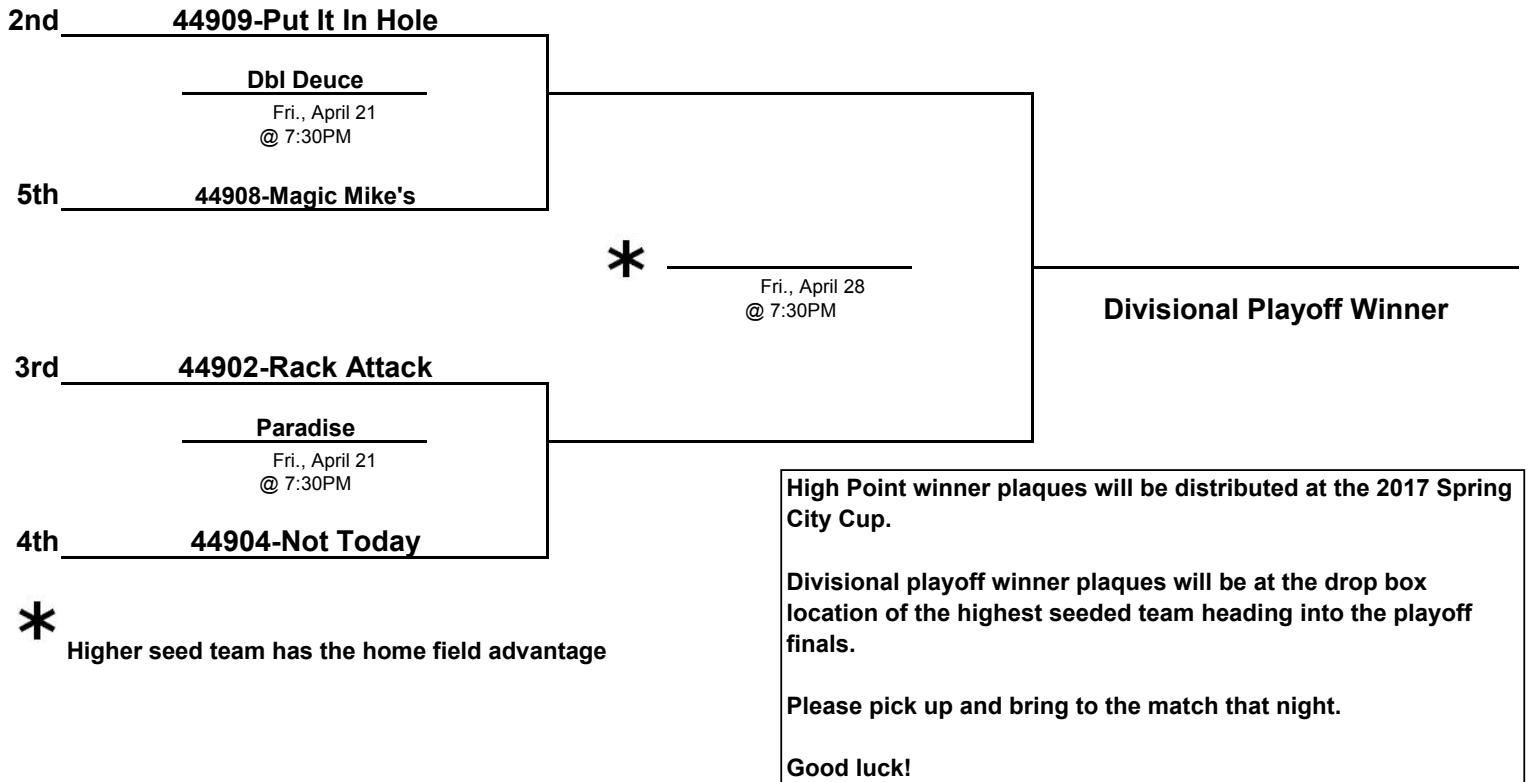 2nd 44909-Put It In Hole
Dbl Deuce
Fri., April 21
@ 7:30PM
5th 44908-Magic Mike's
* 
Fri., April 28
@ 7:30PM
Divisional Playoff Winner
3rd 44902-Rack Attack
Paradise
Fri., April 21
@ 7:30PM
4th 44904-Not Today
* Higher seed team has the home field advantage
High Point winner plaques will be distributed at the 2017 Spring
City Cup.
Divisional playoff winner plaques will be at the drop box
location of the highest seeded team heading into the playoff
finals.
Please pick up and bring to the match that night.
Good luck!